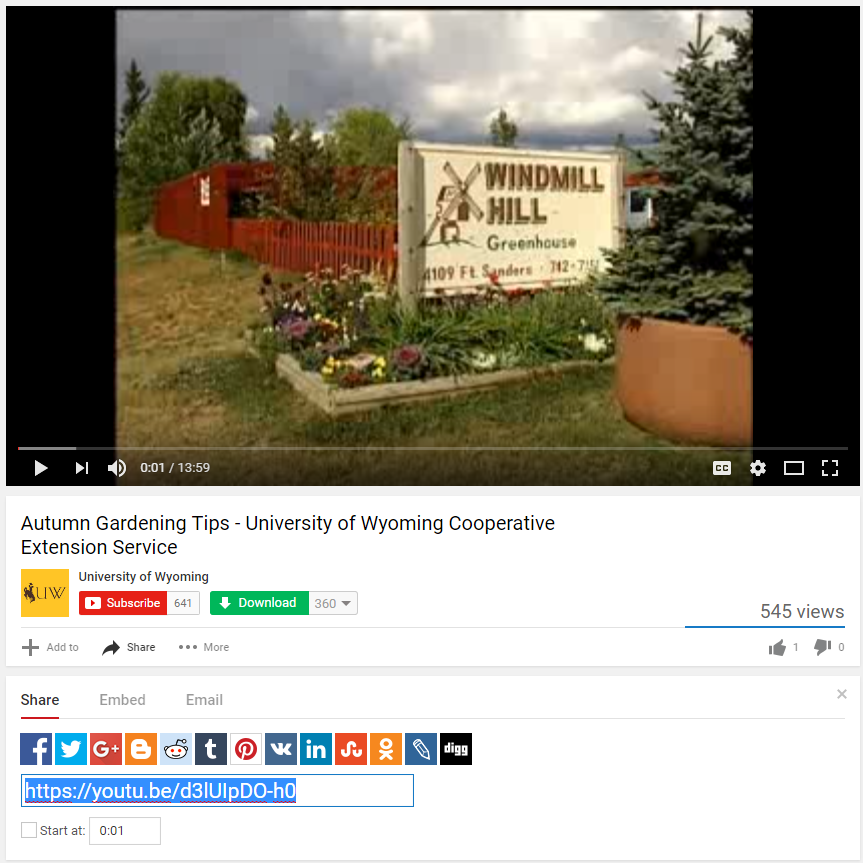 WINDMILL
HILL
Greenhouse
4109 Ft. Sanders
0:01 / 13:59
CC
Autumn Gardening Tips - University of Wyoming Cooperative
Extension Service
UW
University of Wyoming
Subscribe 641 Download 360
545 views
Add to Share More 1 0
Share Embed Email
f G+ B t P VK in digg
https://youtu.be/d3lUIpDO-h0
Start at: 0:01